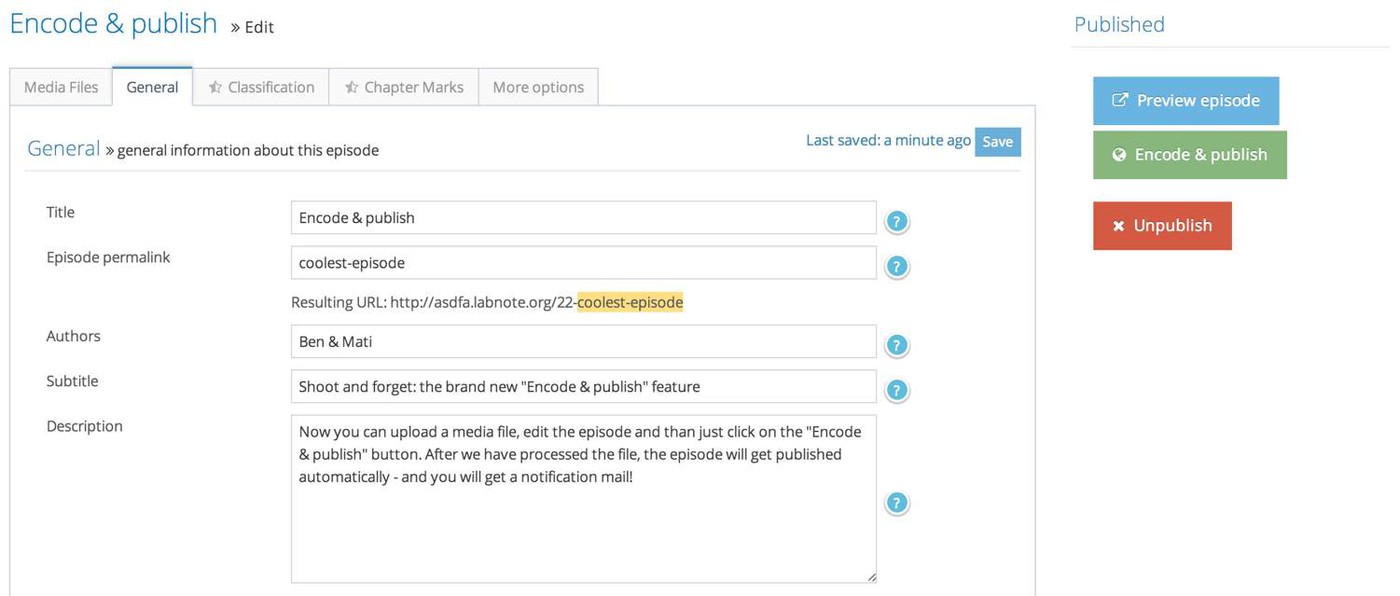 Encode & publish » Edit
Published
Media Files
General
Classification
Chapter Marks
More options
Preview episode
Encode & publish
Unpublish
General » general information about this episode
Last saved: a minute ago
Save
Title
Encode & publish
?
Episode permalink
coolest-episode
?
Resulting URL: http://asdfa.labnote.org/22-coolest-episode
Authors
Ben & Mati
?
Subtitle
Shoot and forget: the brand new "Encode & publish" feature
?
Description
Now you can upload a media file, edit the episode and than just click on the "Encode
& publish" button. After we have processed the file, the episode will get published
automatically - and you will get a notification mail!
?